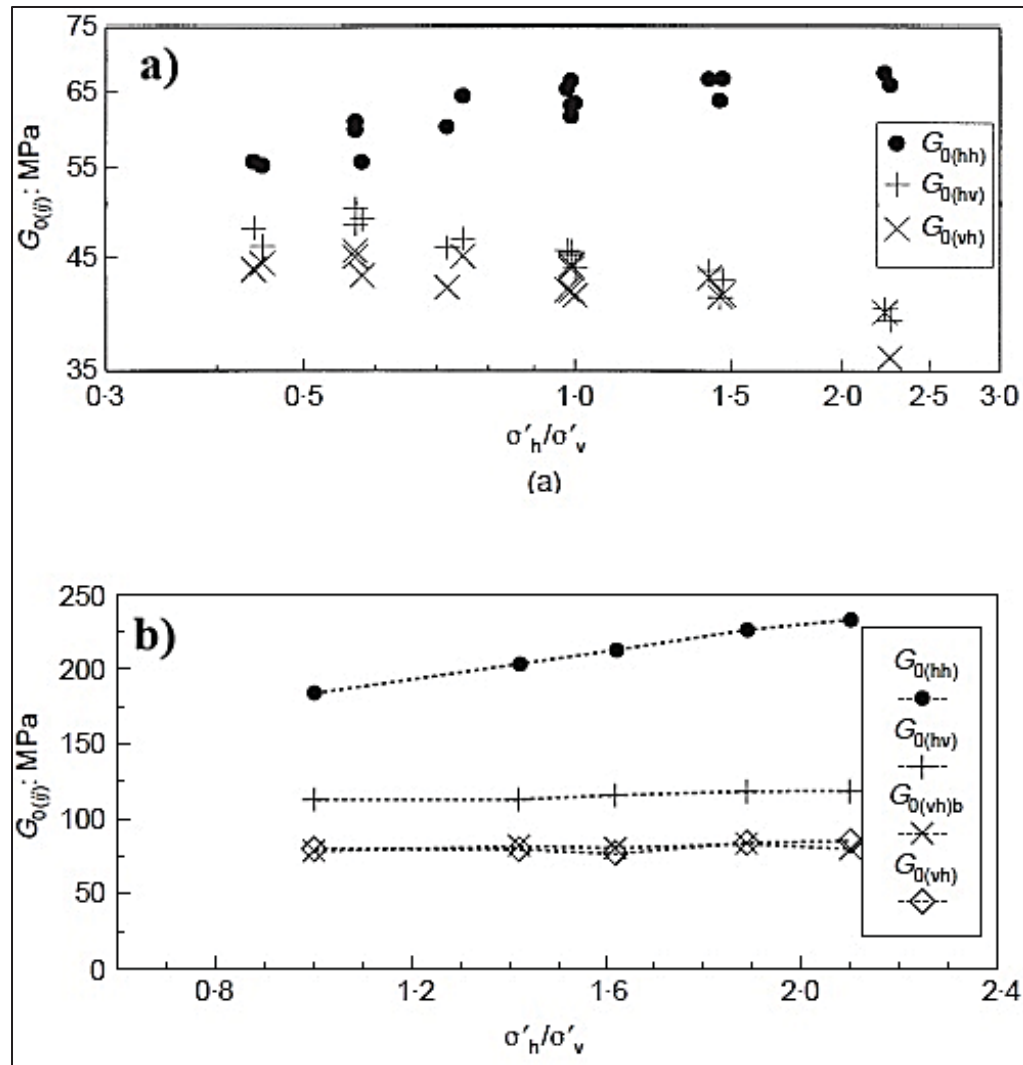 a)
75
65
55
45
35
G0(ij): MPa
0·3
0·5
1·0
1·5
2·0
2·5
3·0
σ′h/σ′v
(a)
G0(hh)
G0(hv)
G0(vh)
b)
250
200
150
100
50
0
G0(ij): MPa
0·8
1·2
1·6
2·0
2·4
σ′h/σ′v
G0(hh)
G0(hv)
G0(vh)b
G0(vh)